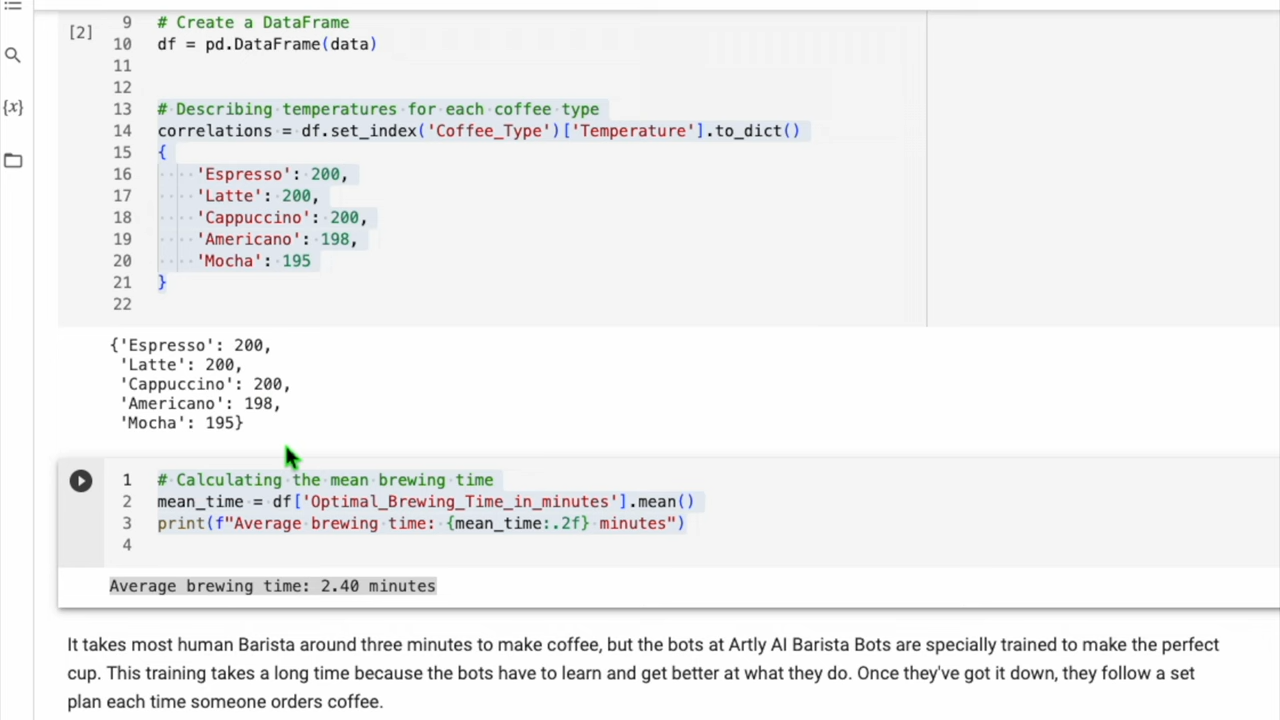 [2]
9 # Create a DataFrame
10 df = pd.DataFrame(data)
11
12
13 # Describing temperatures for each coffee type
14 correlations = df.set_index('Coffee_Type')['Temperature'].to_dict()
15 {
16     'Espresso': 200,
17     'Latte': 200,
18     'Cappuccino': 200,
19     'Americano': 198,
20     'Mocha': 195
21 }
22
{'Espresso': 200,
 'Latte': 200,
 'Cappuccino': 200,
 'Americano': 198,
 'Mocha': 195}
1 # Calculating the mean brewing time
2 mean_time = df['Optimal_Brewing_Time_in_minutes'].mean()
3 print(f"Average brewing time: {mean_time:.2f} minutes")
4
Average brewing time: 2.40 minutes
It takes most human Barista around three minutes to make coffee, but the bots at Artly AI Barista Bots are specially trained to make the perfect
cup. This training takes a long time because the bots have to learn and get better at what they do. Once they've got it down, they follow a set
plan each time someone orders coffee.